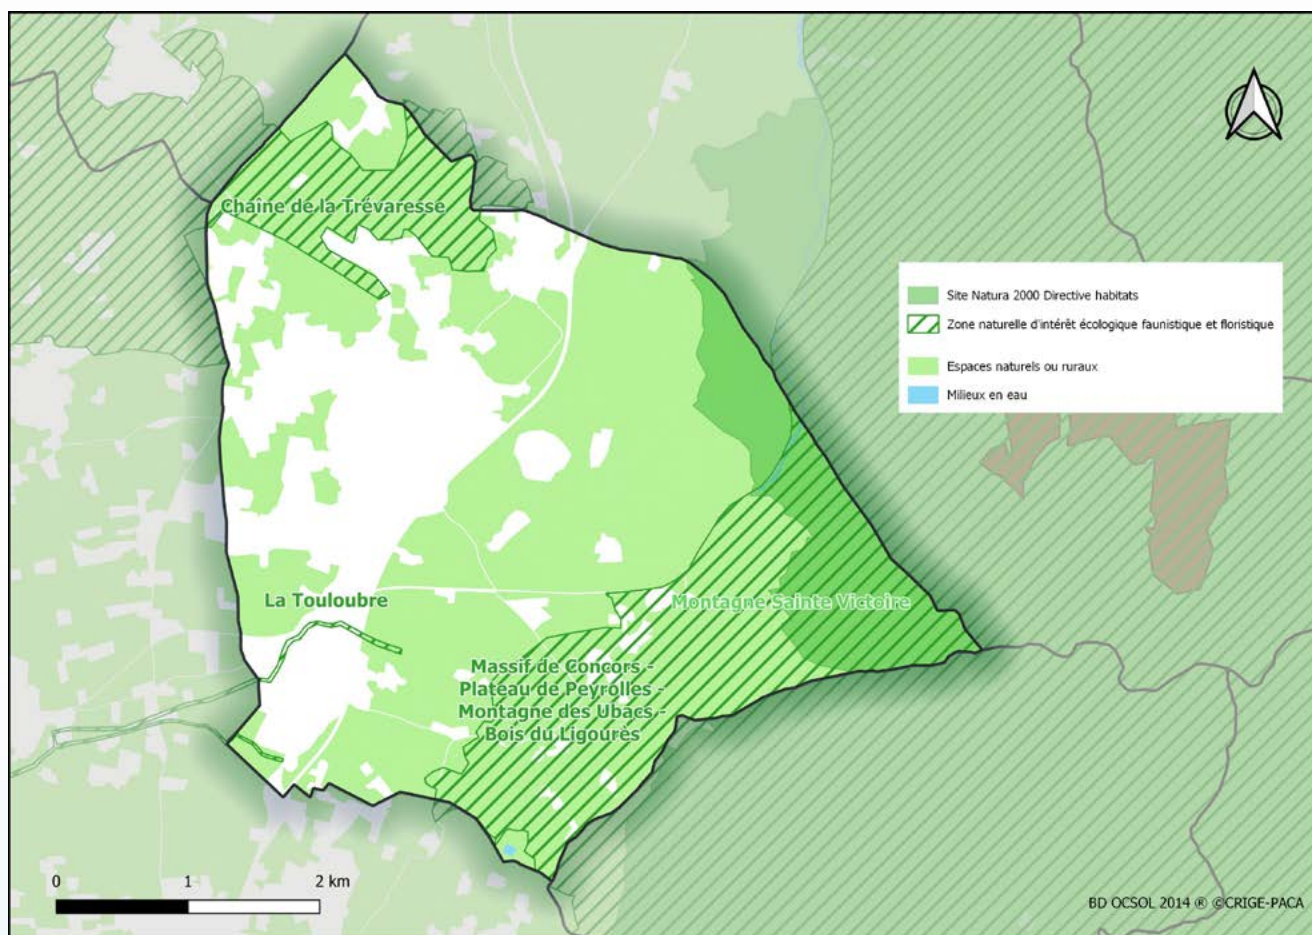 Chaîne de la Trévaresse
Site Natura 2000 Directive habitats
Zone naturelle d'intérêt écologique faunistique et floristique
Espaces naturels ou ruraux
Milieux en eau
La Touloubre
Montagne Sainte Victoire
Massif de Concors -
Plateau de Peyrolles -
Montagne des Ubacs -
Bois du Ligourès
0 1 2 km
BD OCSOL 2014 ® ©CRIGE-PACA